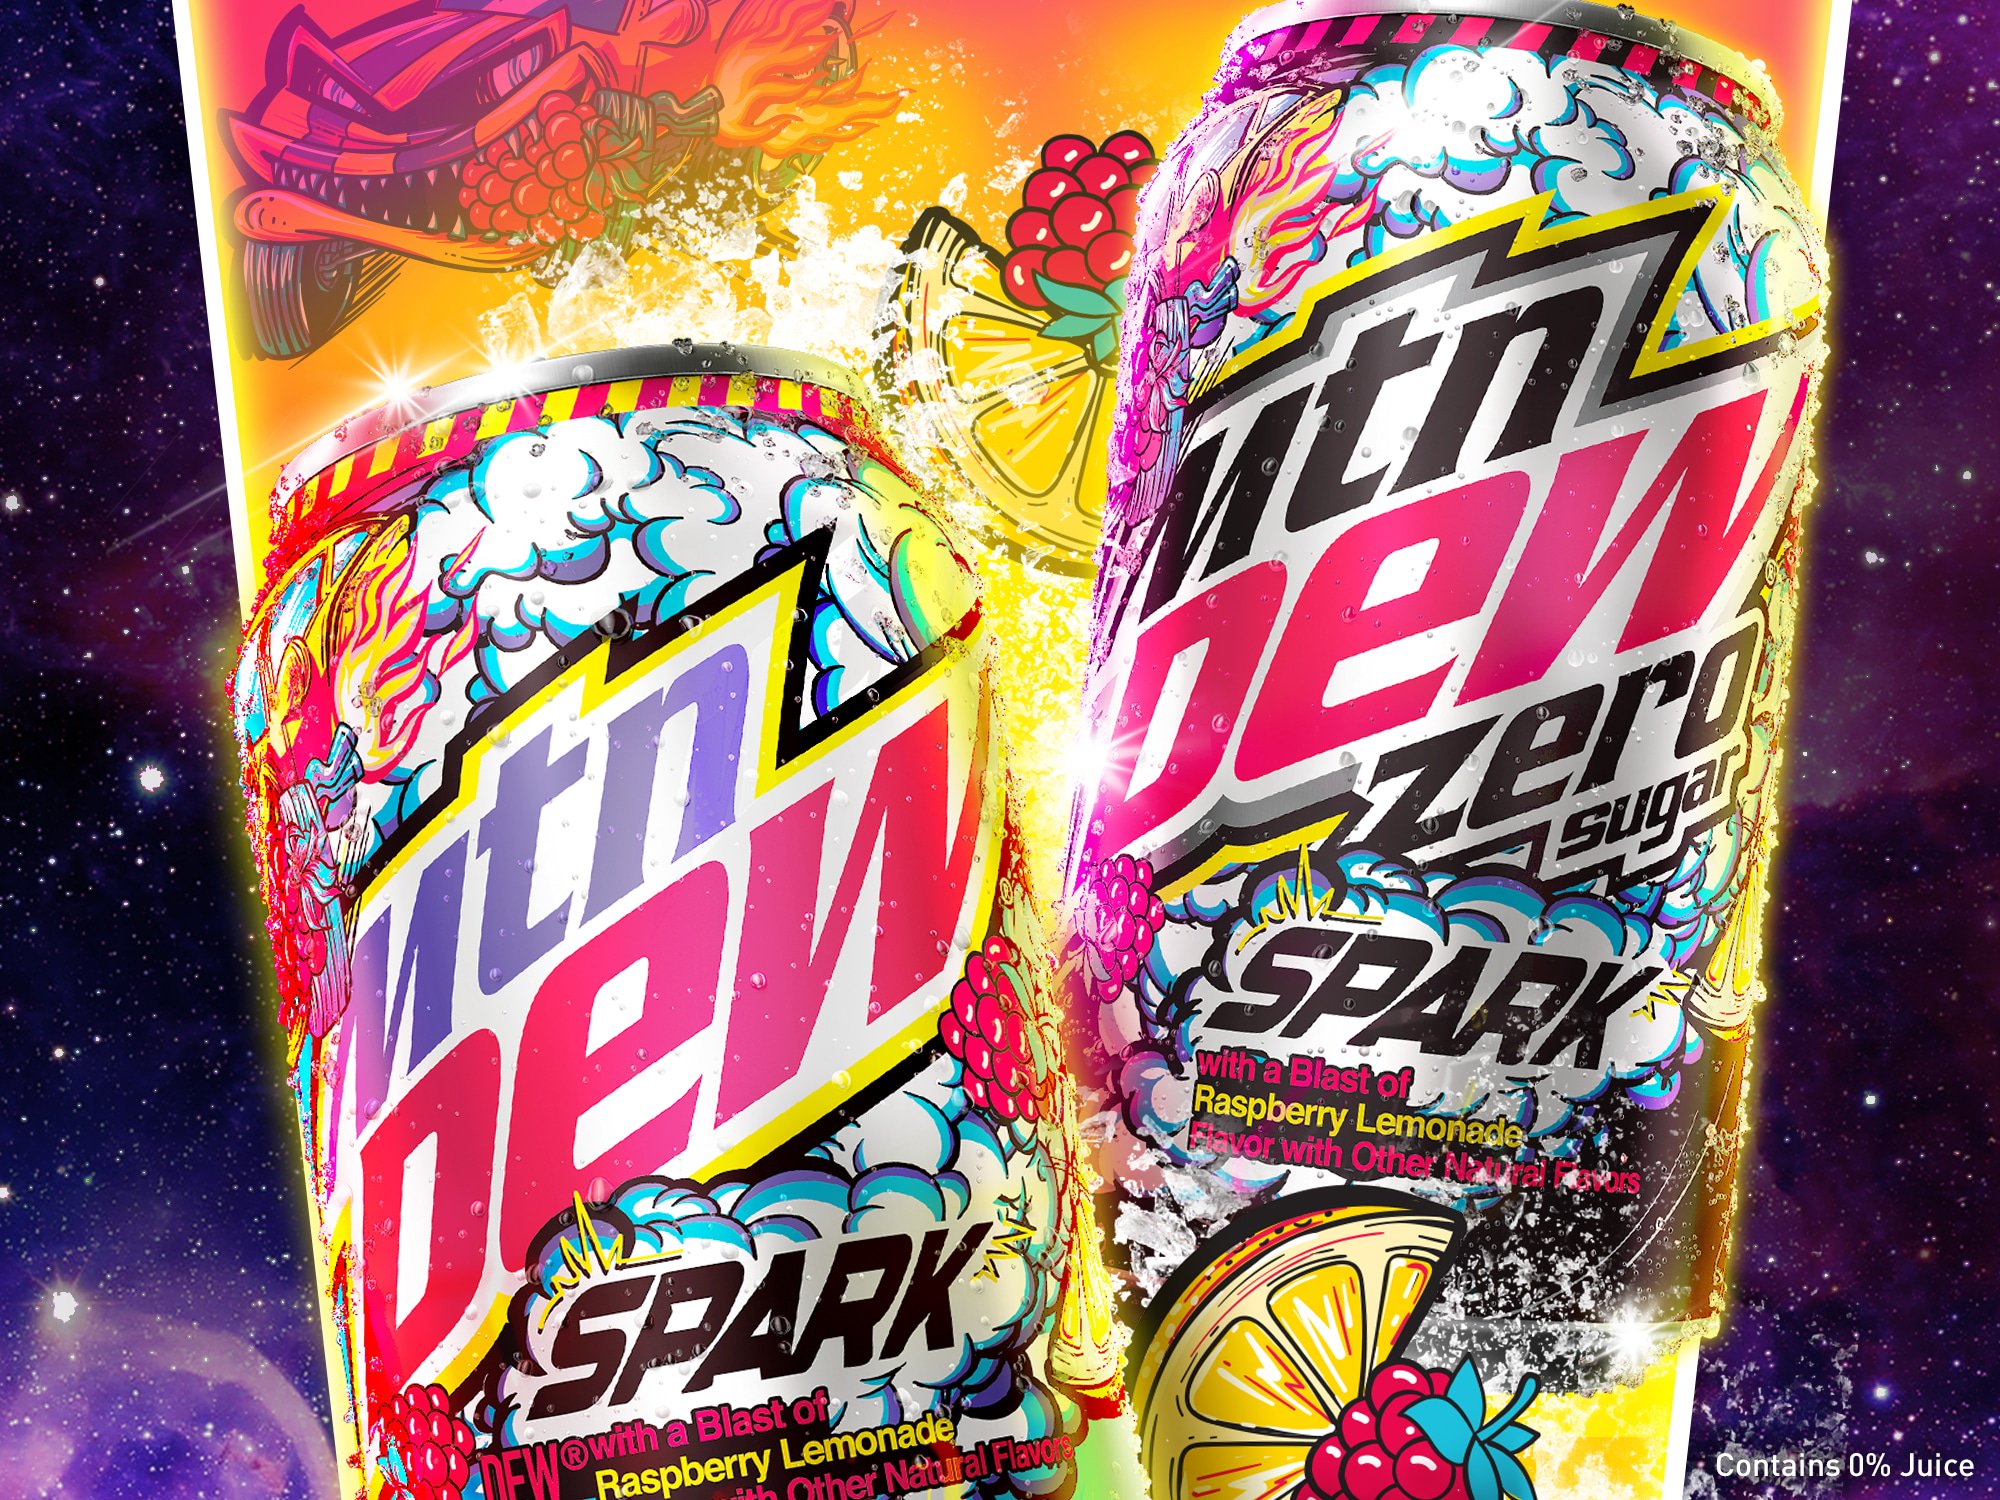 mtn
DEW
SPARK
DEW® with a Blast of
Raspberry Lemonade
with Other Natural Flavors
mtn
DEW
®
zero
sugar
SPARK
with a Blast of
Raspberry Lemonade
Flavor with Other Natural Flavors
Contains 0% Juice